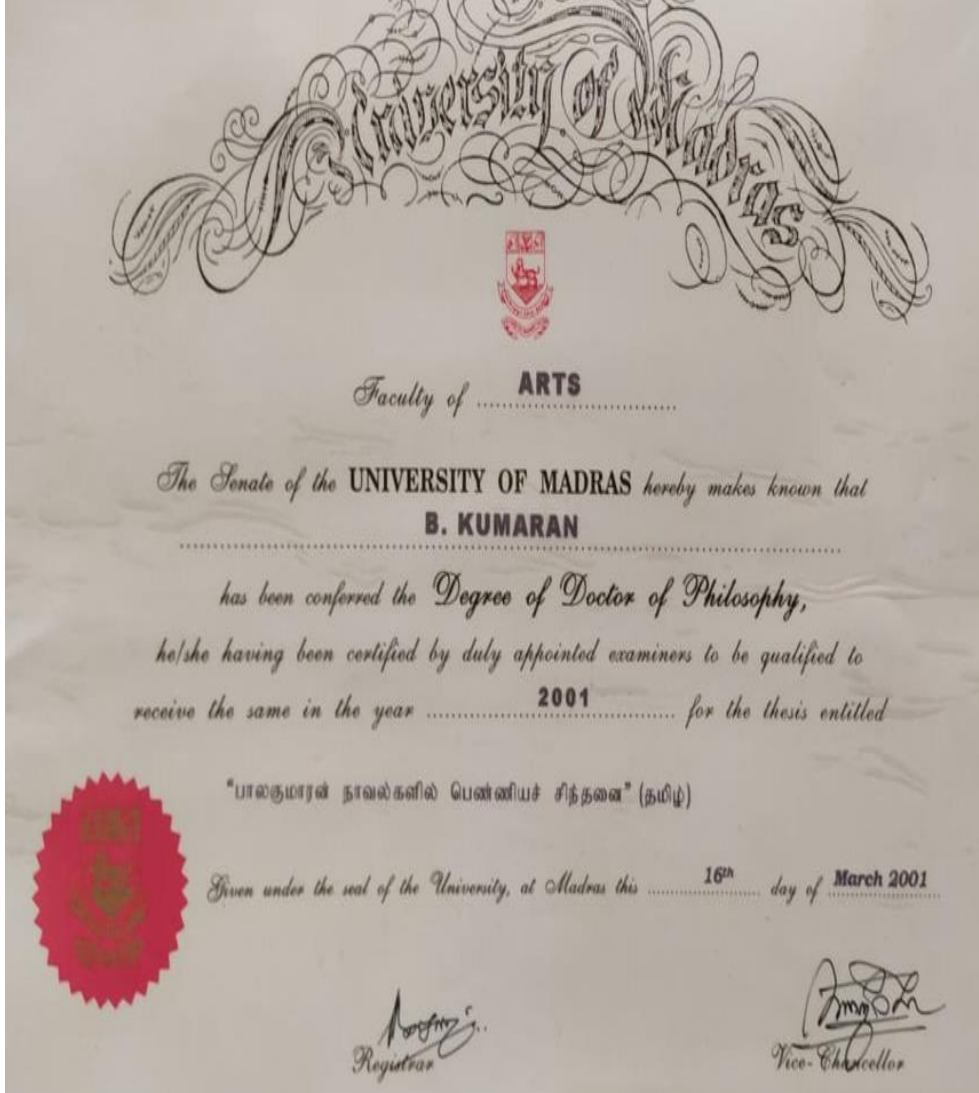 University of Madras
Faculty of ARTS
The Senate of the UNIVERSITY OF MADRAS hereby makes known that
B. KUMARAN
has been conferred the Degree of Doctor of Philosophy,
he/she having been certified by duly appointed examiners to be qualified to
receive the same in the year 2001 for the thesis entitled
"பாலகுமாரன் நாவல்களில் பெண்ணியச் சிந்தனை" (தமிழ்)
Given under the seal of the University, at Madras this 16th day of March 2001
Registrar
Vice-Chancellor